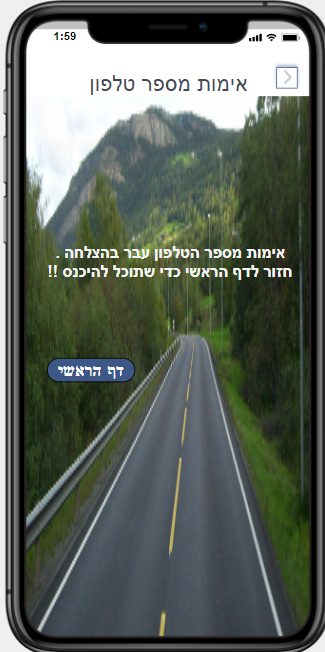 1:59
אימות מספר טלפון
אימות מספר הטלפון עבר בהצלחה .
חזור לדף הראשי כדי שתוכל להיכנס !!
דף הראשי